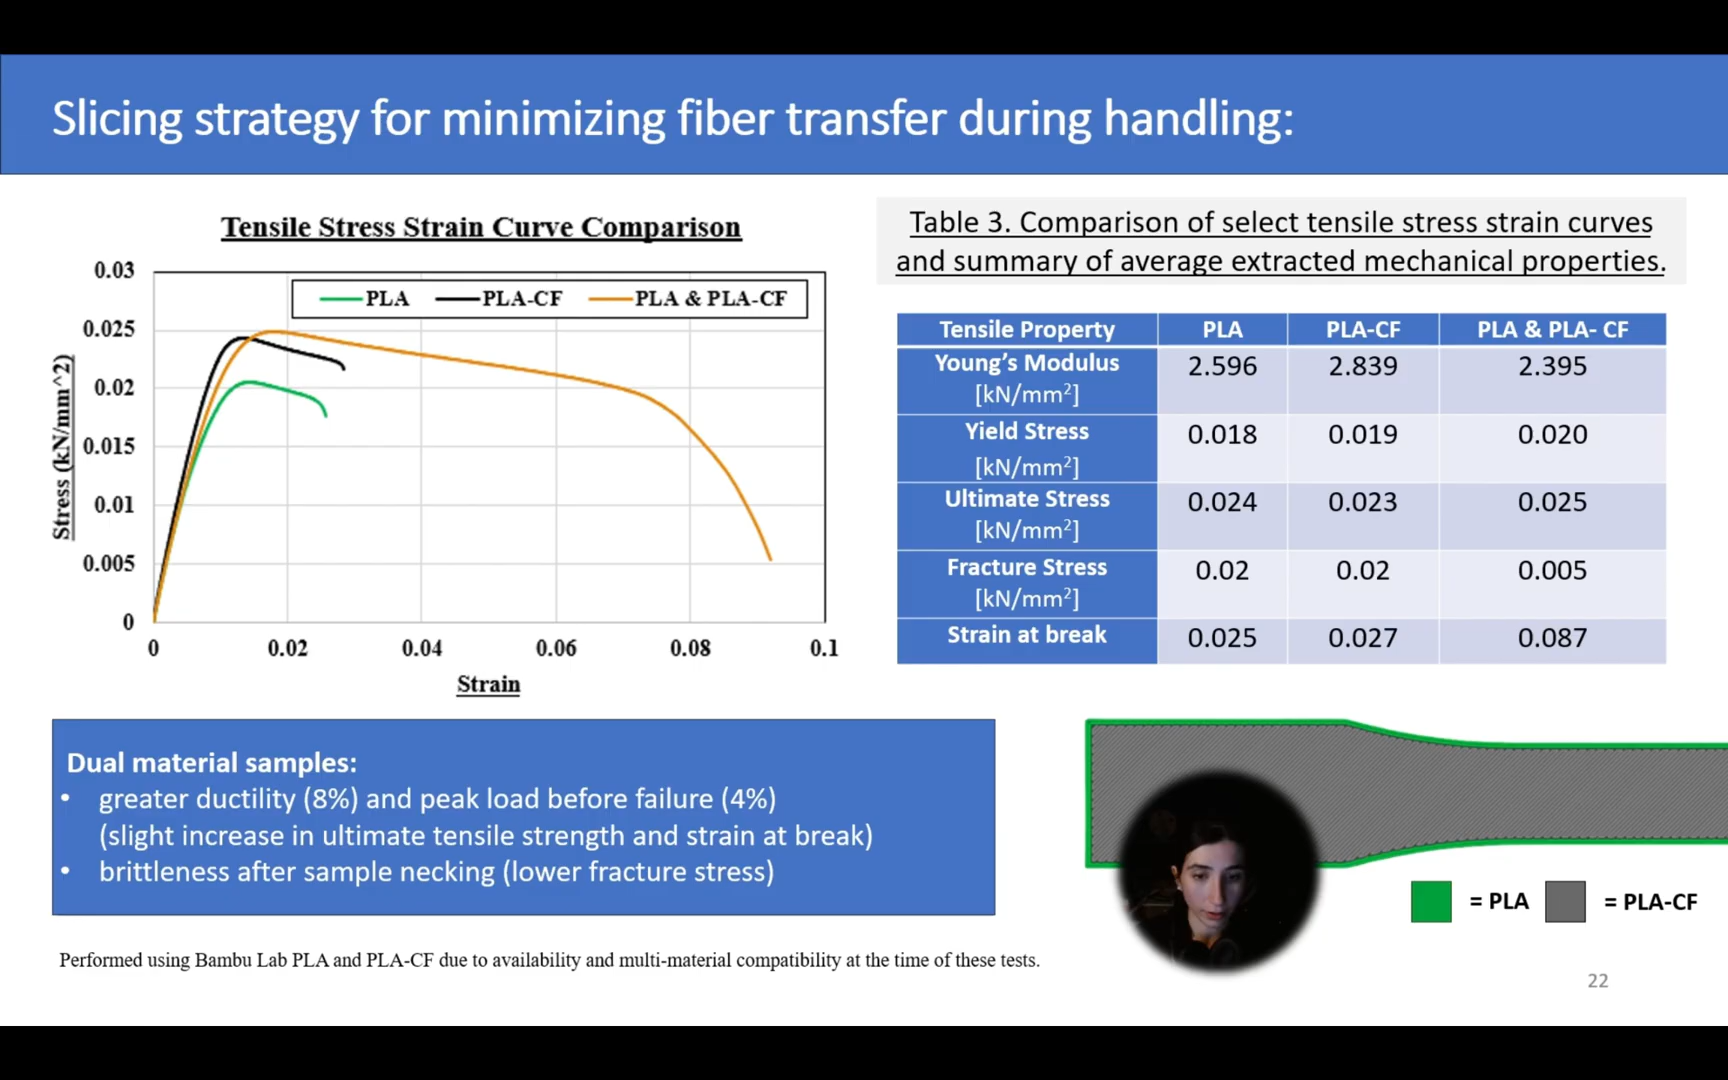 Slicing strategy for minimizing fiber transfer during handling:
Tensile Stress Strain Curve Comparison
PLA PLA-CF PLA & PLA-CF
0.03
0.025
0.02
0.015
0.01
0.005
0
Stress (kN/mm^2)
0 0.02 0.04 0.06 0.08 0.1
Strain
Table 3. Comparison of select tensile stress strain curves
and summary of average extracted mechanical properties.
Tensile Property PLA PLA-CF PLA & PLA- CF
Young's Modulus [kN/mm²] 2.596 2.839 2.395
Yield Stress [kN/mm²] 0.018 0.019 0.020
Ultimate Stress [kN/mm²] 0.024 0.023 0.025
Fracture Stress [kN/mm²] 0.02 0.02 0.005
Strain at break 0.025 0.027 0.087
Dual material samples:
• greater ductility (8%) and peak load before failure (4%)
(slight increase in ultimate tensile strength and strain at break)
• brittleness after sample necking (lower fracture stress)
= PLA = PLA-CF
Performed using Bambu Lab PLA and PLA-CF due to availability and multi-material compatibility at the time of these tests.
22